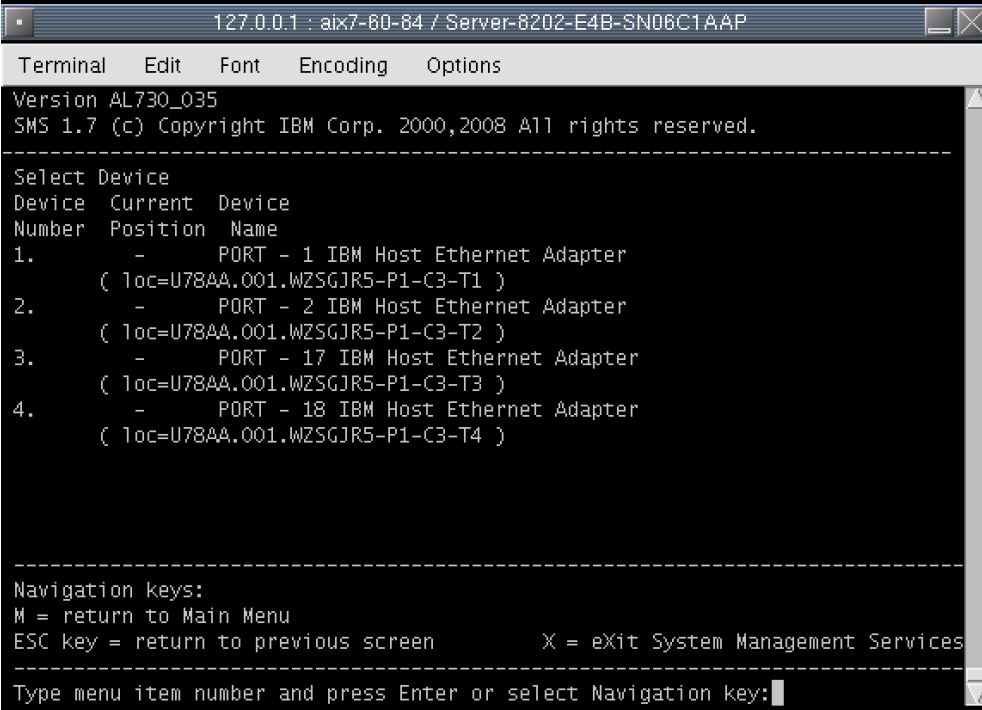 127.0.0.1 : aix7-60-84 / Server-8202-E4B-SN06C1AAP
Terminal Edit Font Encoding Options
Version AL730_035
SMS 1.7 (c) Copyright IBM Corp. 2000,2008 All rights reserved.
-------------------------------------------------------------------------------
Select Device
Device  Current  Device
Number  Position  Name
1.        -      PORT - 1 IBM Host Ethernet Adapter
       ( loc=U78AA.001.WZSGJR5-P1-C3-T1 )
2.        -      PORT - 2 IBM Host Ethernet Adapter
       ( loc=U78AA.001.WZSGJR5-P1-C3-T2 )
3.        -      PORT - 17 IBM Host Ethernet Adapter
       ( loc=U78AA.001.WZSGJR5-P1-C3-T3 )
4.        -      PORT - 18 IBM Host Ethernet Adapter
       ( loc=U78AA.001.WZSGJR5-P1-C3-T4 )
-------------------------------------------------------------------------------
Navigation keys:
M = return to Main Menu
ESC key = return to previous screen         X = eXit System Management Services
-------------------------------------------------------------------------------
Type menu item number and press Enter or select Navigation key: